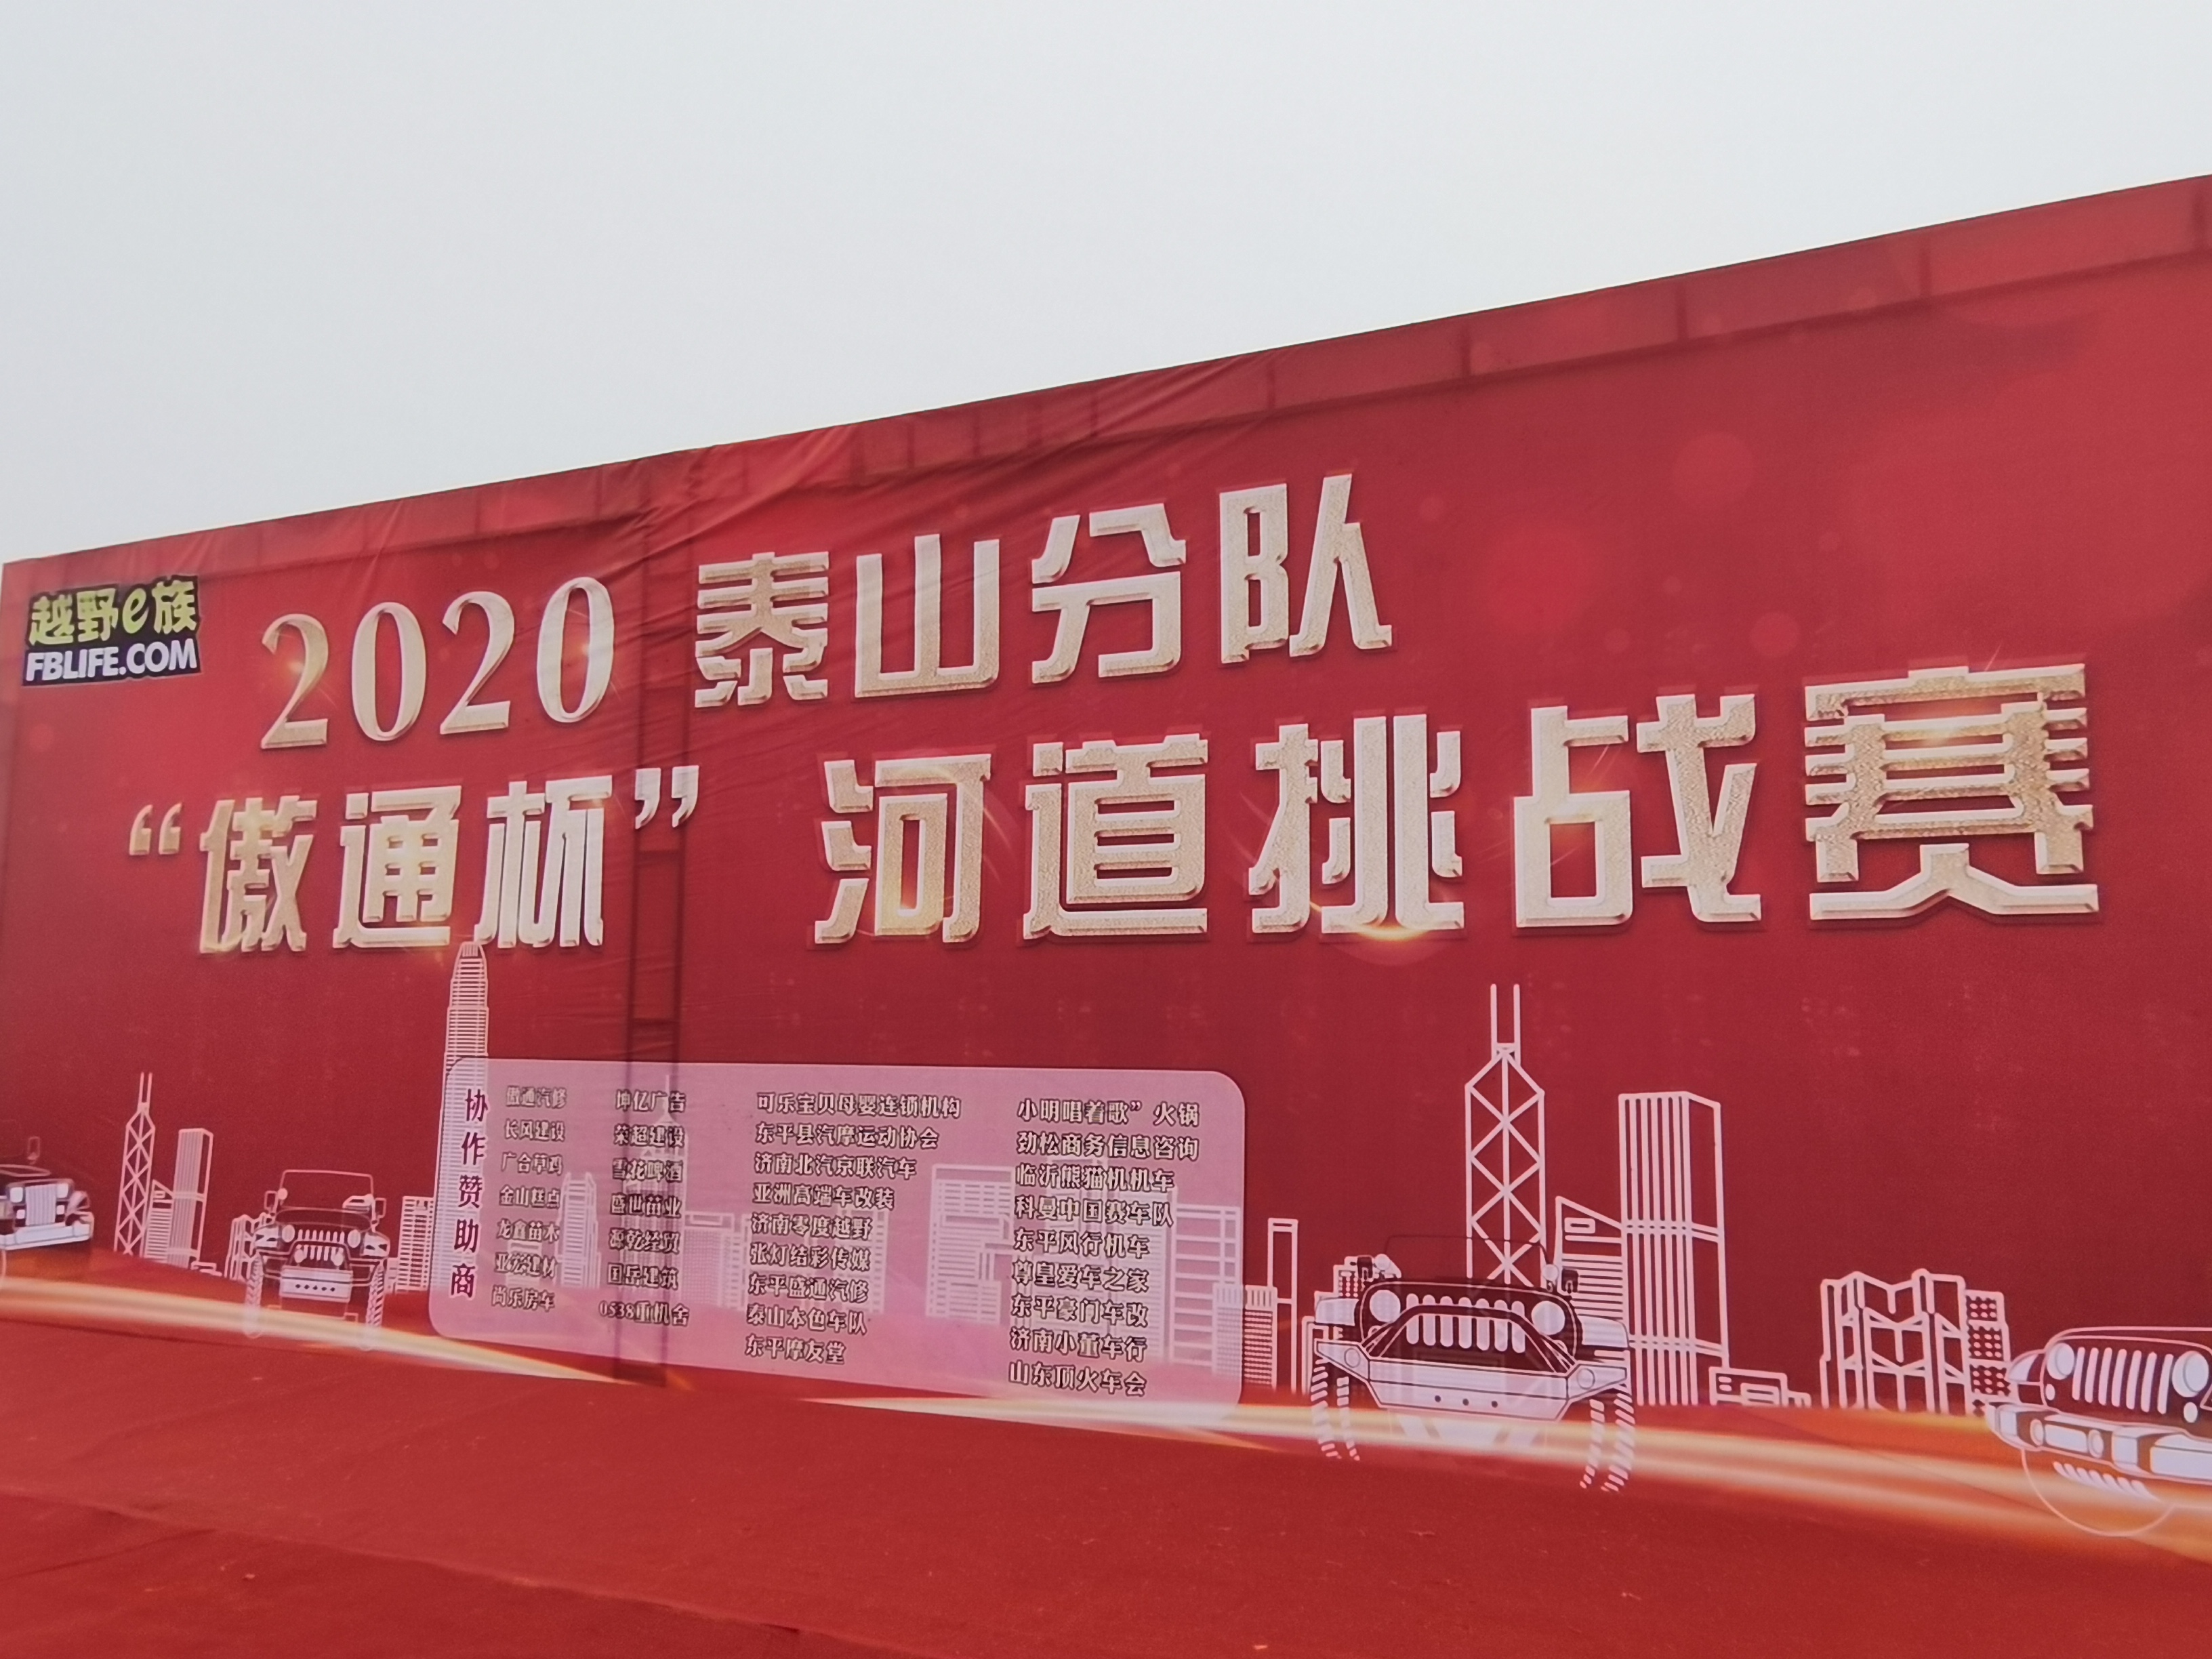 越野e族
FBLIFE.COM
2020 泰山分队
“傲通杯” 河道挑战赛
协作赞助商
傲通汽修
长风建设
广合草鸡
金山糕点
龙鑫苗木
亚宏建材
尚乐房车
坤亿广告
荣超建设
雪花啤酒
盛世苗业
源乾经贸
国岳建筑
0538重机舍
可乐宝贝母婴连锁机构
东平县汽摩运动协会
济南北汽京联汽车
亚洲高端车改装
济南零度越野
张灯结彩传媒
东平盛通汽修
泰山本色车队
东平摩友堂
小明唱着歌”火锅
劲松商务信息咨询
临沂熊猫机机车
科曼中国赛车队
东平风行机车
尊皇爱车之家
东平豪门车改
济南小董车行
山东顶火车会